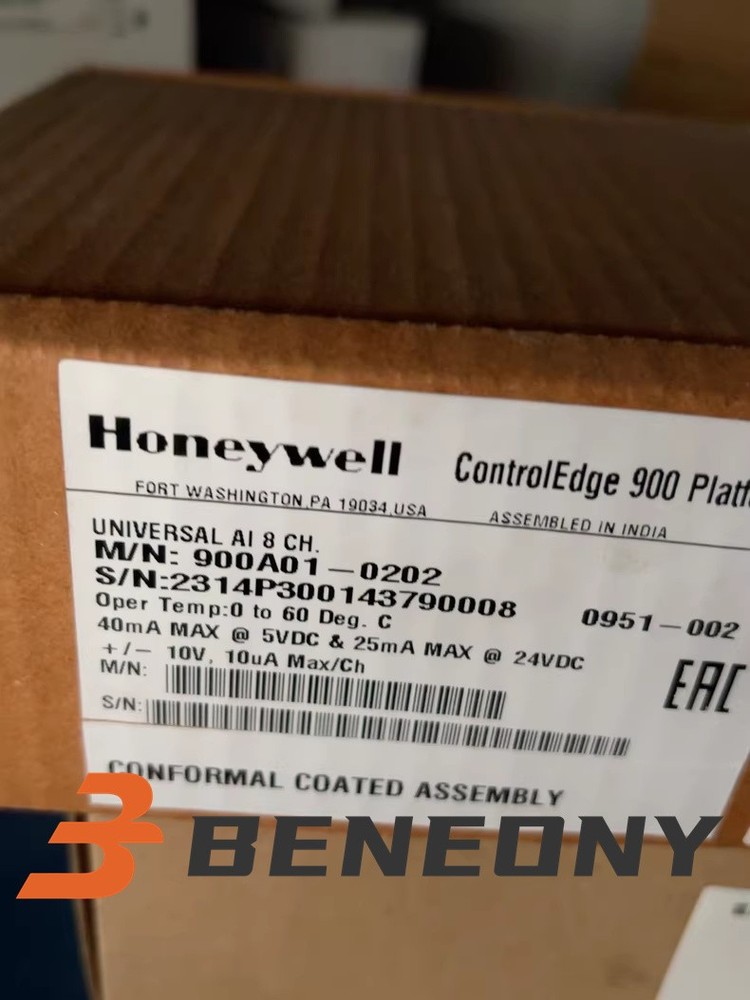 Honeywell
ControlEdge 900 Platf
FORT WASHINGTON,PA 19034,USA
ASSEMBLED IN INDIA
UNIVERSAL AI 8 CH.
M/N: 900A01-0202
S/N:2314P300143790008
0951-002
Oper Temp:0 to 60 Deg. C
40mA MAX @ 5VDC & 25mA MAX @ 24VDC
+/- 10V, 10uA Max/Ch
M/N:
EAC
S/N:
CONFORMAL COATED ASSEMBLY
BENEONY